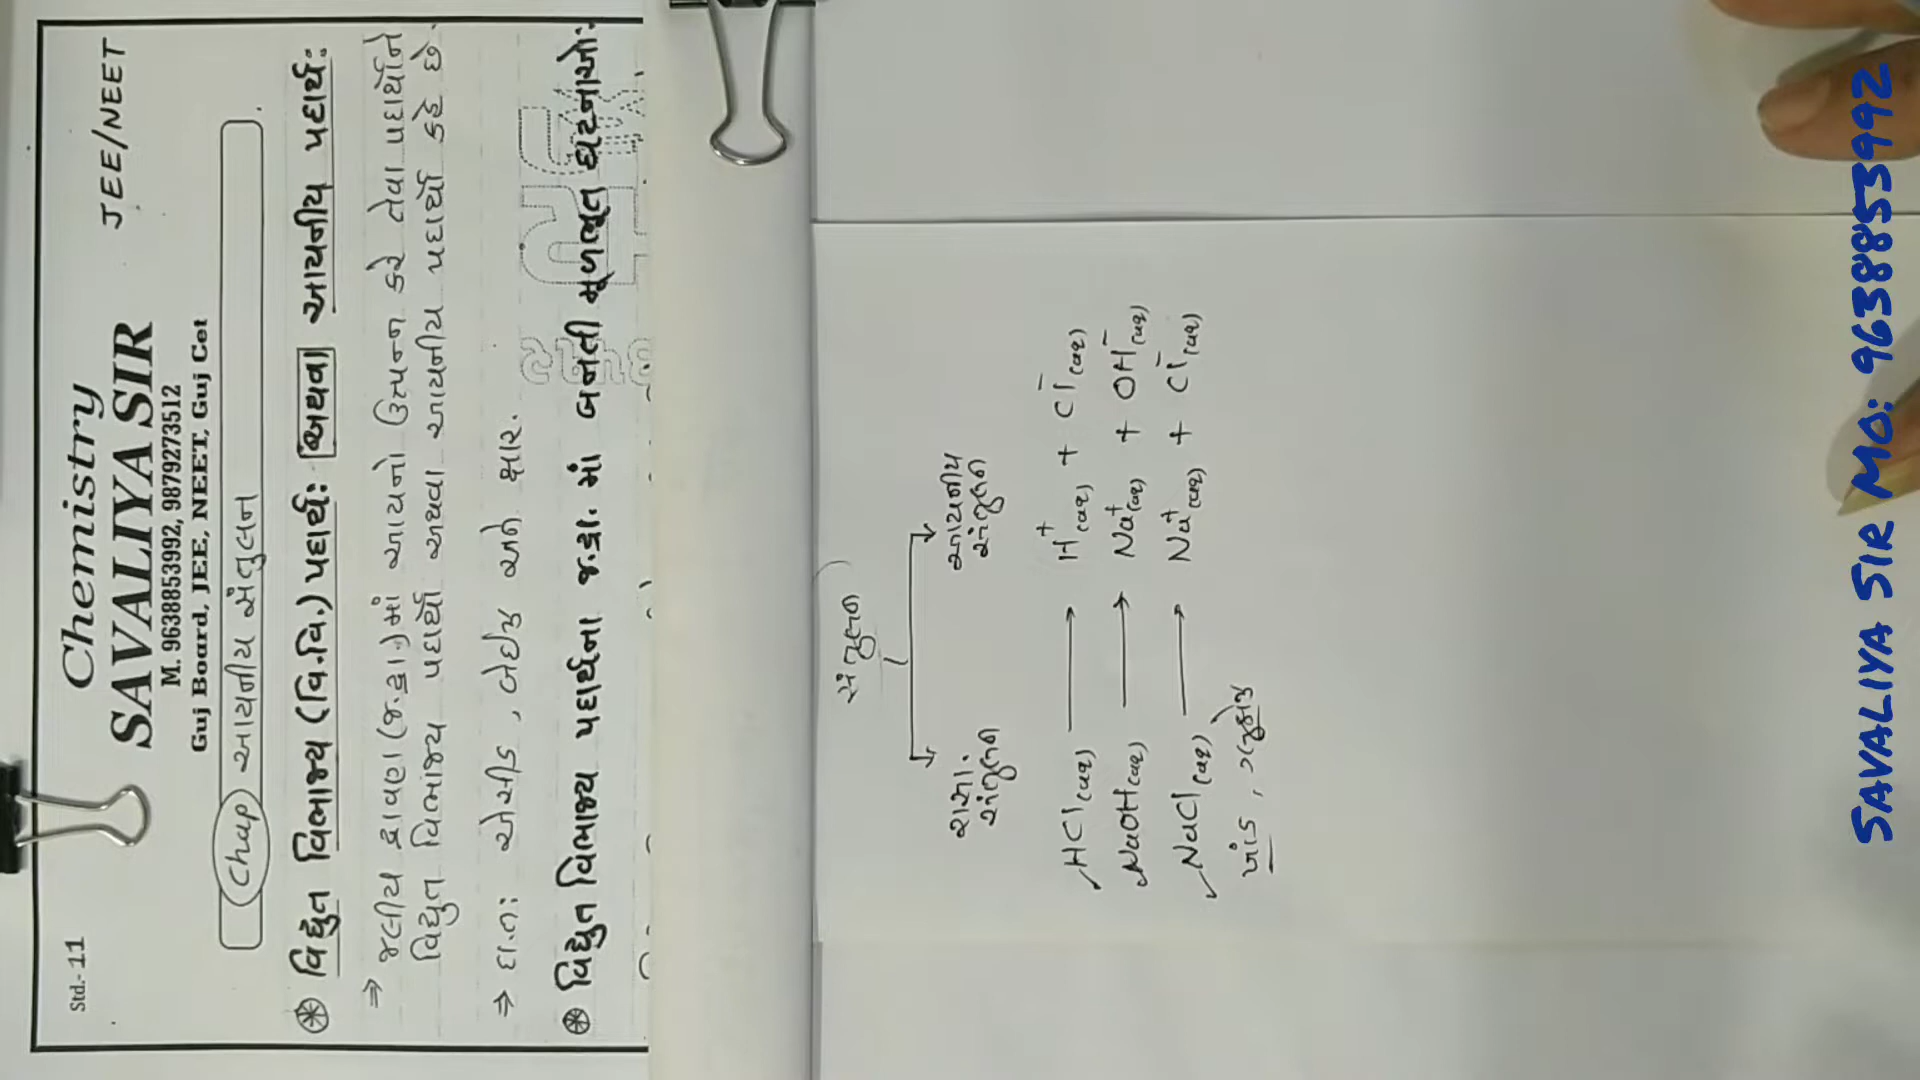 Std.- 11
Chemistry
JEE/NEET
SAVALIYA SIR
M. 9638853992, 9879273512
Guj Board, JEE, NEET, Guj Cet
Chap આયનીય સંતુલન
વિદ્યુત વિભાજ્ય (વિ.વિ.) પદાર્થ: અથવા આયનીય પદાર્થ:
⇒ જલીય દ્રાવણ (જ.દ્રા.) માં આયનો ઉત્પન્ન કરે તેવા પદાર્થોને
વિદ્યુત વિભાજ્ય પદાર્થો અથવા આયનીય પદાર્થો કહે છે.
⇒ દા.ત: એસીડ, બેઇઝ અને ક્ષાર.
વિદ્યુત વિભાજ્ય પદાર્થના જ.દ્રા. માં બનતી મૂળભૂત ઘટનાઓ:
સંતુલન
રાસા. સંતુલન
આયનીય સંતુલન
HCl(aq) ⟶ H⁺(aq) + Cl⁻(aq)
NaOH(aq) ⟶ Na⁺(aq) + OH⁻(aq)
NaCl(aq) ⟶ Na⁺(aq) + Cl⁻(aq)
ખાંડ, ગ્લુકોઝ
SAVALIYA SIR MO: 9638853992